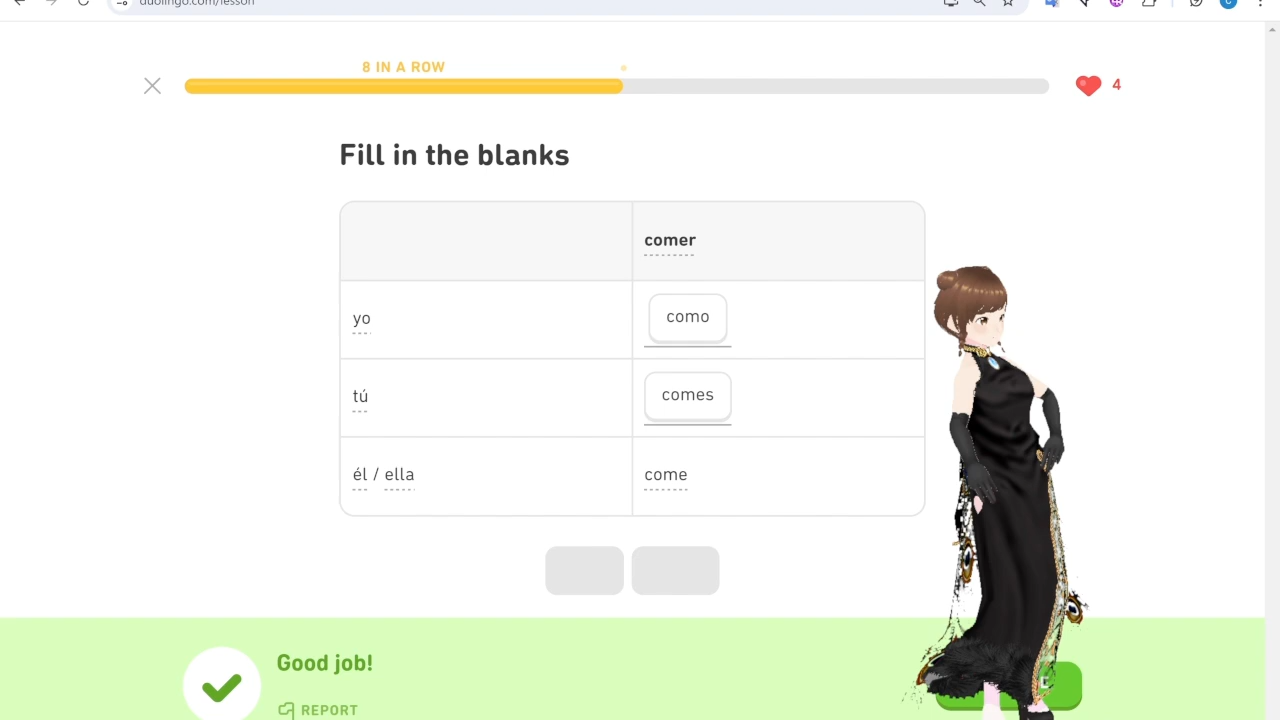 duolingo.com/lesson
8 IN A ROW
4
Fill in the blanks
comer
yo
como
tú
comes
él / ella
come
Good job!
REPORT